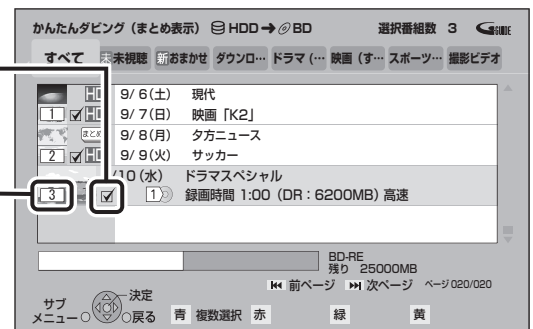 かんたんダビング（まとめ表示） HDD➔BD 選択番組数 3 GGUIDE
すべて 未未視聴 新おまかせ ダウンロ… ドラマ (… 映画 (す… スポーツ… 撮影ビデオ
9/ 6(土) 現代
1 9/ 7(日) 映画「K2」
まとめ 9/ 8(月) 夕方ニュース
2 9/ 9(火) サッカー
/10(水) ドラマスペシャル
3 1 録画時間 1:00 (DR：6200MB) 高速
BD-RE
残り 25000MB
前ページ 次ページ ページ 020/020
サブメニュー 決定 戻る 青 複数選択 赤 緑 黄